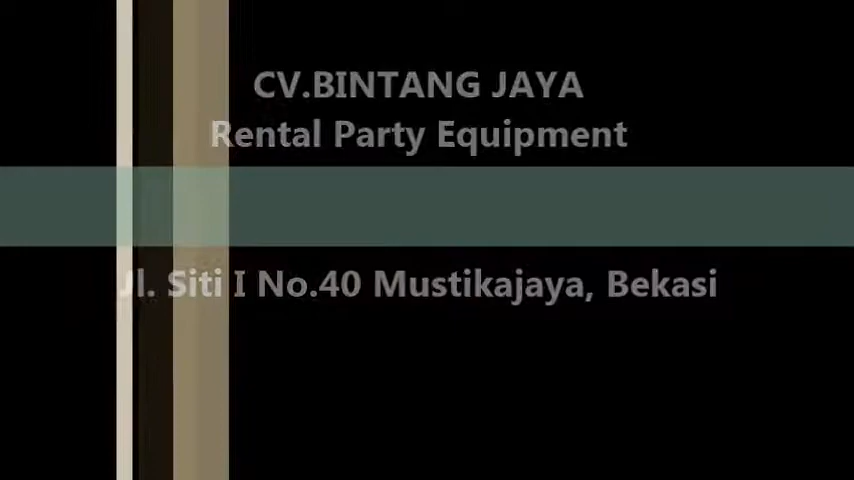 CV.BINTANG JAYA
Rental Party Equipment
Jl. Siti I No.40 Mustikajaya, Bekasi